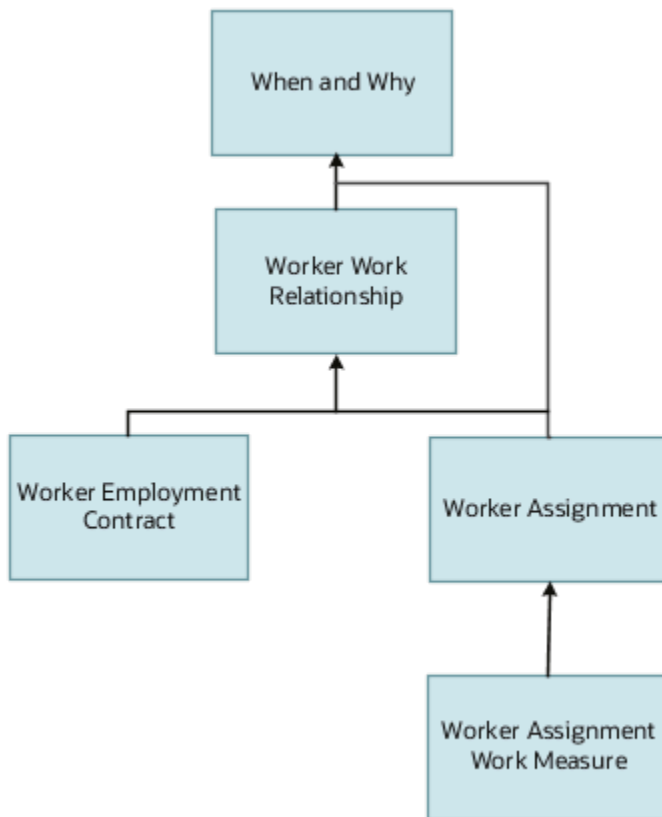 When and Why
Worker Work
Relationship
Worker Employment
Contract
Worker Assignment
Worker Assignment
Work Measure